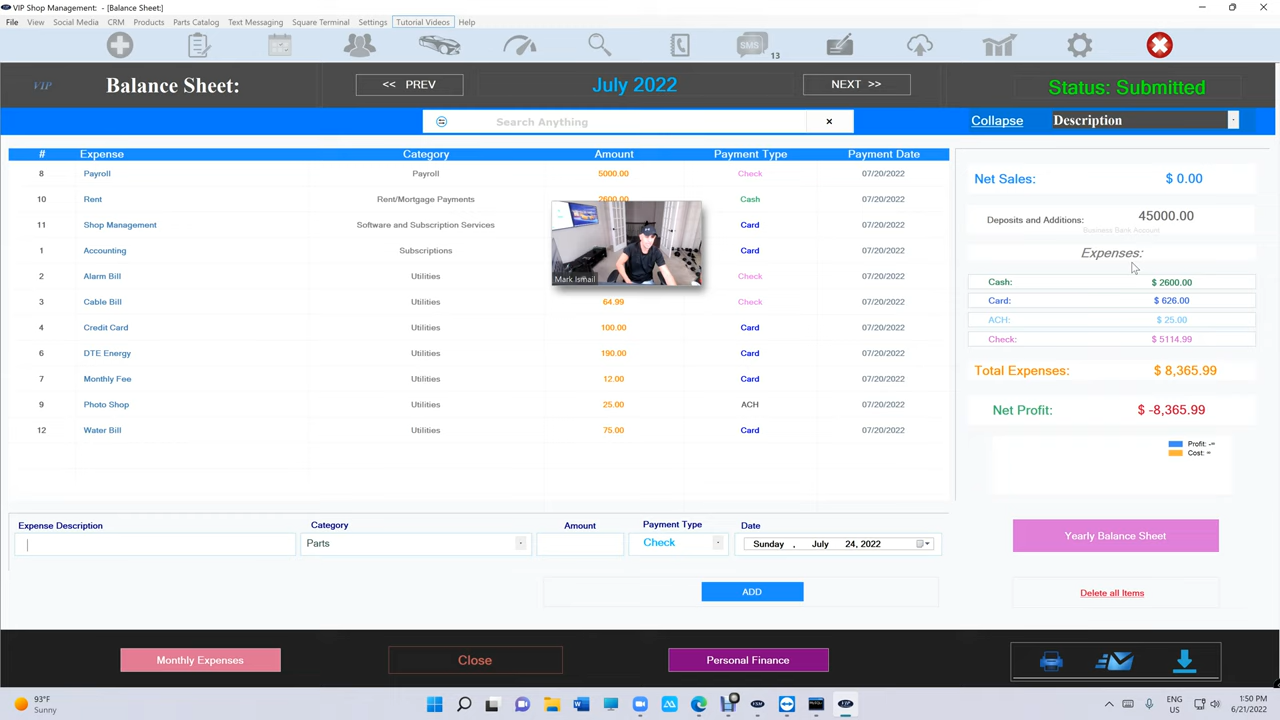 VIP Shop Management: - [Balance Sheet:]
File View Social Media CRM Products Parts Catalog Text Messaging Square Terminal Settings Tutorial Videos Help
SMS 13
VIP Balance Sheet: << PREV July 2022 NEXT >> Status: Submitted
Search Anything × Collapse Description
# Expense Category Amount Payment Type Payment Date
8 Payroll Payroll 5000.00 Check 07/20/2022
10 Rent Rent/Mortgage Payments 2600.00 Cash 07/20/2022
11 Shop Management Software and Subscription Services Card 07/20/2022
1 Accounting Subscriptions Card 07/20/2022
2 Alarm Bill Utilities Check 07/20/2022
3 Cable Bill Utilities 64.99 Check 07/20/2022
4 Credit Card Utilities 100.00 Card 07/20/2022
6 DTE Energy Utilities 190.00 Card 07/20/2022
7 Monthly Fee Utilities 12.00 Card 07/20/2022
9 Photo Shop Utilities 25.00 ACH 07/20/2022
12 Water Bill Utilities 75.00 Card 07/20/2022
Mark Ismail
Net Sales: $ 0.00
Deposits and Additions: 45000.00
Business Bank Account
Expenses:
Cash: $ 2600.00
Card: $ 626.00
ACH: $ 25.00
Check: $ 5114.99
Total Expenses: $ 8,365.99
Net Profit: $ -8,365.99
Profit: -=
Cost: =
Expense Description Category Amount Payment Type Date
Parts Check Sunday , July 24, 2022
Yearly Balance Sheet
ADD
Delete all Items
Monthly Expenses Close Personal Finance
93°F
Sunny
ENG
US
1:50 PM
6/21/2022